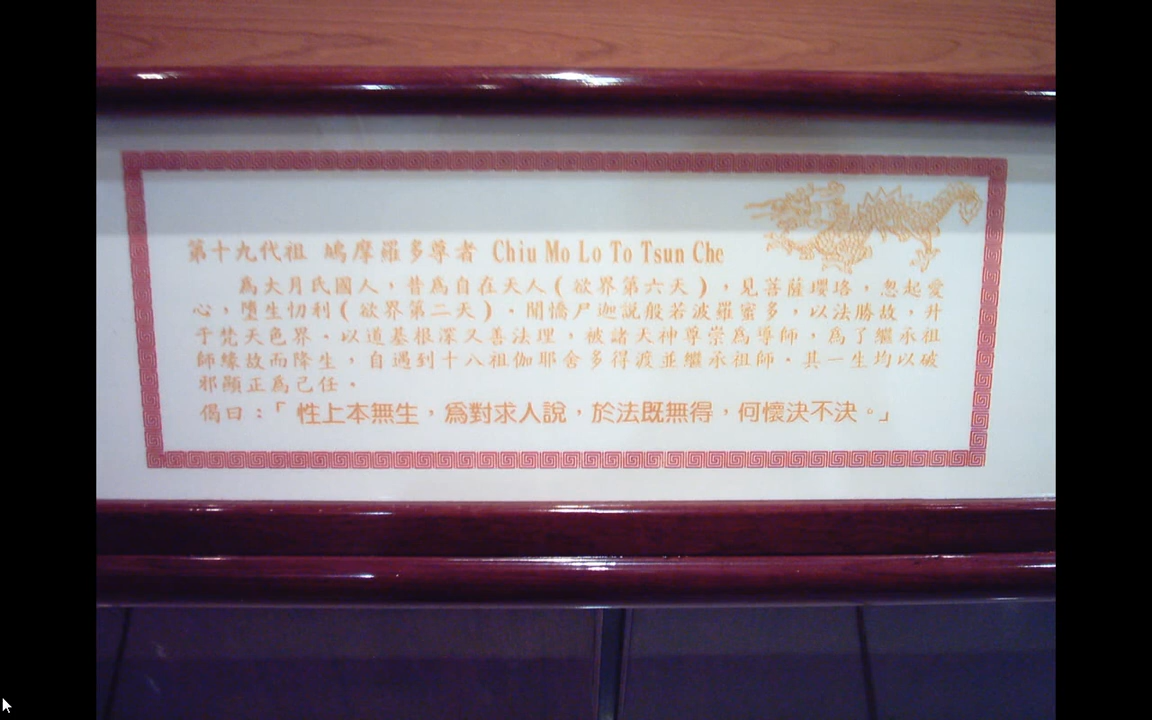 第十九代祖 鳩摩羅多尊者 Chiu Mo Lo To Tsun Che
為大月氏國人，昔為自在天人(欲界第六天)，見菩薩瓔珞，忽起愛
心，墮生忉利(欲界第二天)、聞憍尸迦説般若波羅蜜多，以法勝故，升
于梵天色界、以道基根深又善法理，被諸天神尊崇為導師，為了繼承祖
師緣故而降生，自遇到十八祖伽耶舍多得渡並繼承祖師。其一生均以破
邪顯正為己任。
偈曰：「性上本無生，為對求人說，於法既無得，何懷決不決。」